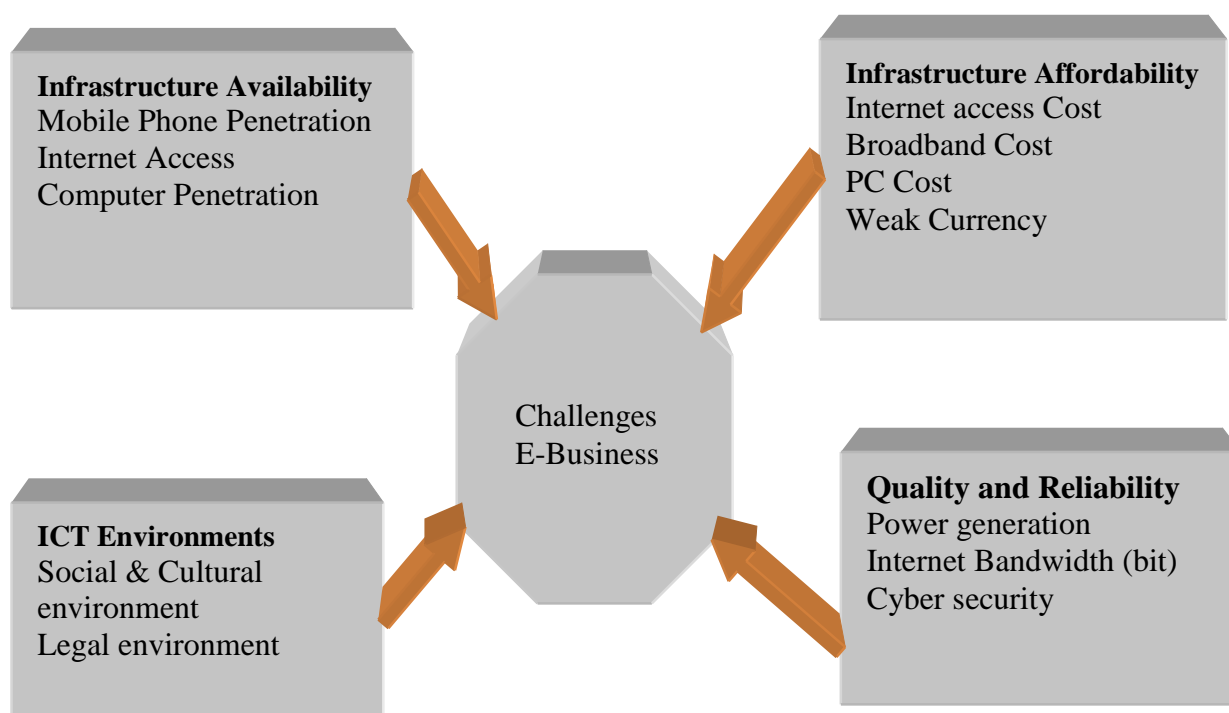 Infrastructure Availability
Mobile Phone Penetration
Internet Access
Computer Penetration
Infrastructure Affordability
Internet access Cost
Broadband Cost
PC Cost
Weak Currency
Challenges
E-Business
ICT Environments
Social & Cultural
environment
Legal environment
Quality and Reliability
Power generation
Internet Bandwidth (bit)
Cyber security